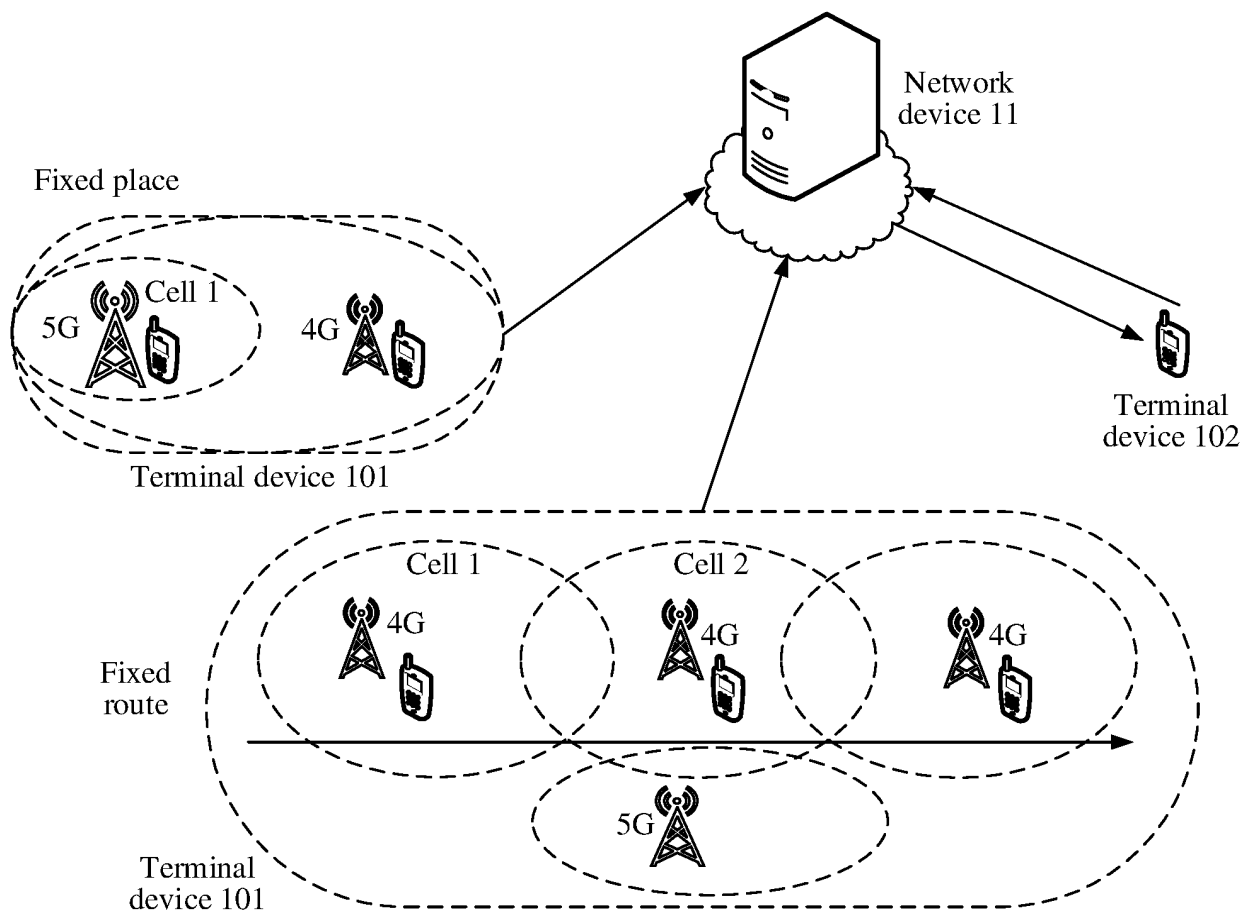 Network
device 11
Fixed place
Cell 1
5G
4G
Terminal device 101
Terminal
device 102
Cell 1
Cell 2
4G
4G
4G
Fixed
route
5G
Terminal
device 101